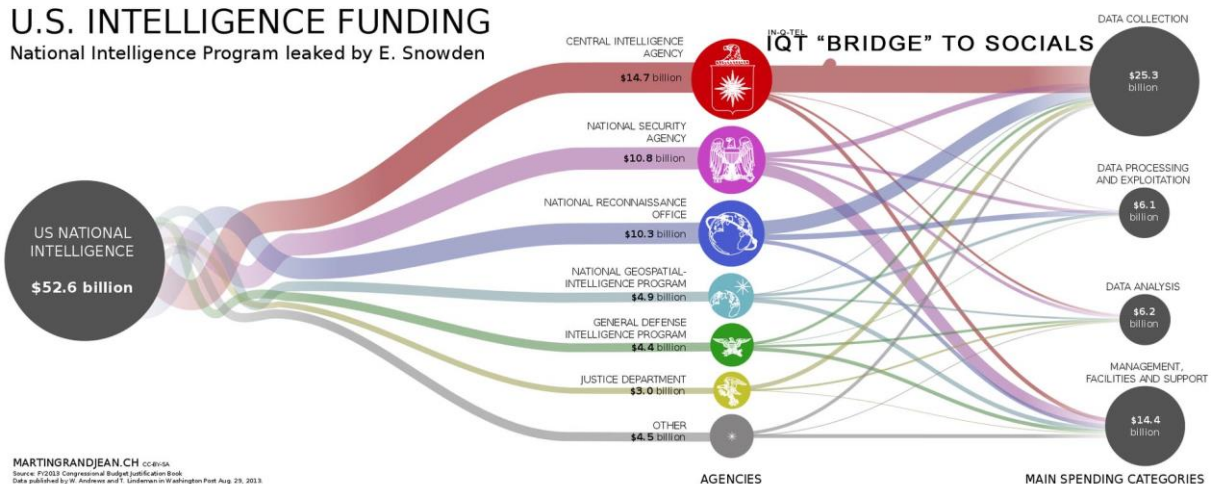 U.S. INTELLIGENCE FUNDING
National Intelligence Program leaked by E. Snowden
US NATIONAL
INTELLIGENCE
$52.6 billion
CENTRAL INTELLIGENCE
AGENCY
$14.7 billion
NATIONAL SECURITY
AGENCY
$10.8 billion
NATIONAL RECONNAISSANCE
OFFICE
$10.3 billion
NATIONAL GEOSPATIAL-
INTELLIGENCE PROGRAM
$4.9 billion
GENERAL DEFENSE
INTELLIGENCE PROGRAM
$4.4 billion
JUSTICE DEPARTMENT
$3.0 billion
OTHER
$4.5 billion
AGENCIES
IN-Q-TEL
IQT “BRIDGE” TO SOCIALS
DATA COLLECTION
$25.3
billion
DATA PROCESSING
AND EXPLOITATION
$6.1
billion
DATA ANALYSIS
$6.2
billion
MANAGEMENT,
FACILITIES AND SUPPORT
$14.4
billion
MAIN SPENDING CATEGORIES
MARTINGRANDJEAN.CH CC-BY-SA
Source: FY2013 Congressional Budget Justification Book
Data published by W. Andrews and T. Lindeman in Washington Post Aug. 29, 2013.